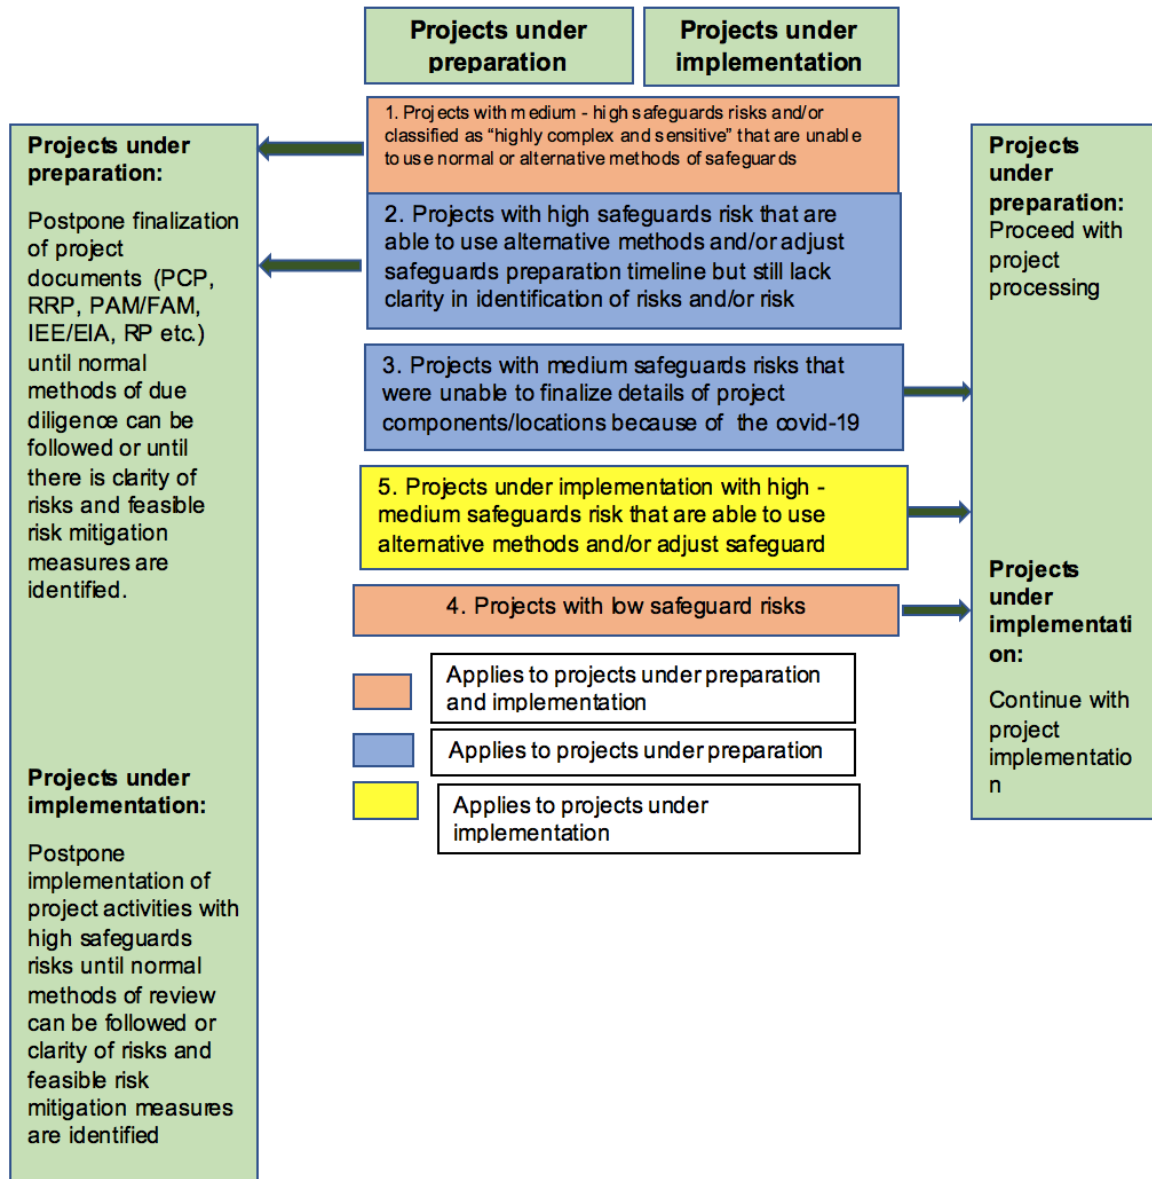 Projects under
preparation
Projects under
implementation
1. Projects with medium - high safeguards risks and/or
classified as “highly complex and sensitive” that are unable
to use normal or alternative methods of safeguards
2. Projects with high safeguards risk that are
able to use alternative methods and/or adjust
safeguards preparation timeline but still lack
clarity in identification of risks and/or risk
3. Projects with medium safeguards risks that
were unable to finalize details of project
components/locations because of the covid-19
5. Projects under implementation with high -
medium safeguards risk that are able to use
alternative methods and/or adjust safeguard
4. Projects with low safeguard risks
Applies to projects under preparation
and implementation
Applies to projects under preparation
Applies to projects under
implementation
Projects under
preparation:
Postpone finalization
of project
documents (PCP,
RRP, PAM/FAM,
IEE/EIA, RP etc.)
until normal
methods of due
diligence can be
followed or until
there is clarity of
risks and feasible
risk mitigation
measures are
identified.
Projects under
implementation:
Postpone
implementation of
project activities with
high safeguards
risks until normal
methods of review
can be followed or
clarity of risks and
feasible risk
mitigation measures
are identified
Projects
under
preparation:
Proceed with
project
processing
Projects
under
implementati
on:
Continue with
project
implementatio
n